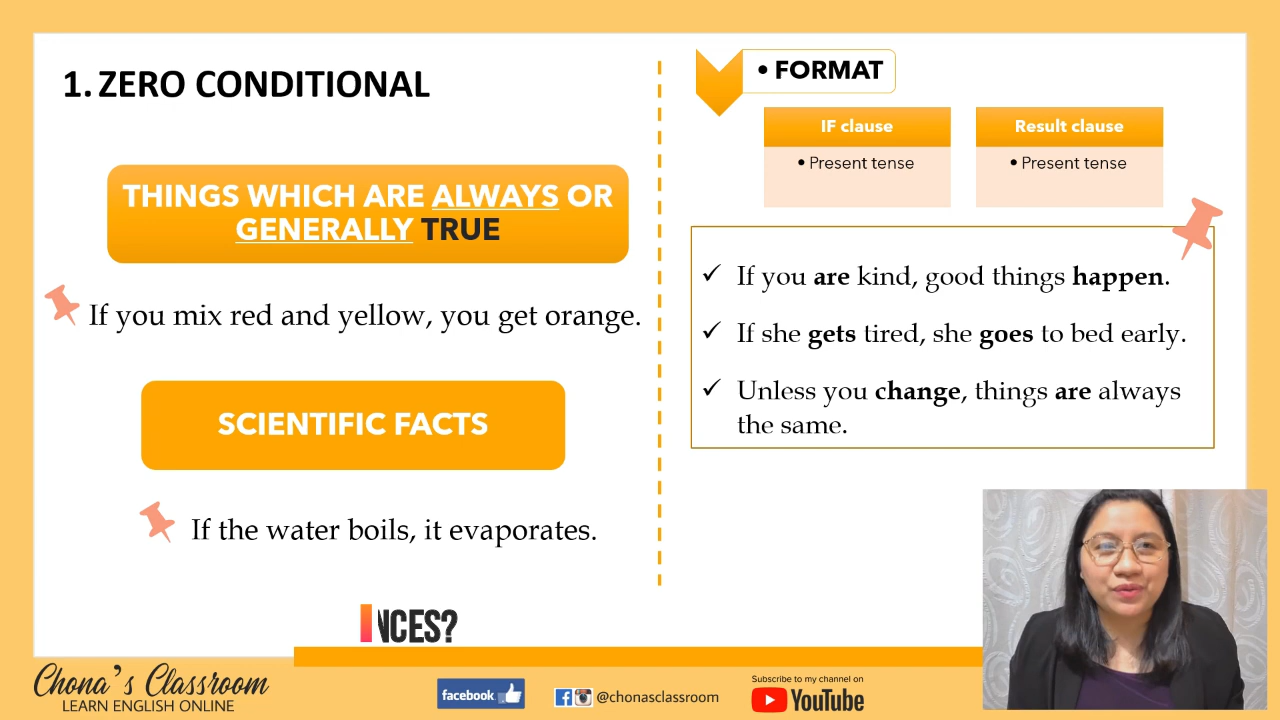 1. ZERO CONDITIONAL
THINGS WHICH ARE ALWAYS OR
GENERALLY TRUE
If you mix red and yellow, you get orange.
SCIENTIFIC FACTS
If the water boils, it evaporates.
• FORMAT
IF clause
• Present tense
Result clause
• Present tense
✓ If you are kind, good things happen.
✓ If she gets tired, she goes to bed early.
✓ Unless you change, things are always
the same.
NCES?
Chona's Classroom
LEARN ENGLISH ONLINE
facebook
@chonasclassroom
Subscribe to my channel on
YouTube